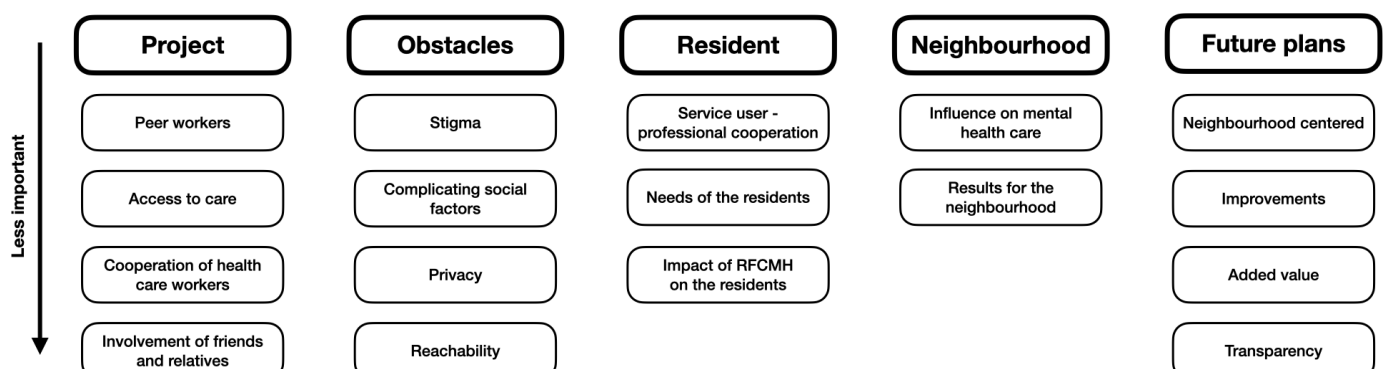 Project
Obstacles
Resident
Neighbourhood
Future plans
Less important
Peer workers
Stigma
Service user -
professional cooperation
Influence on mental
health care
Neighbourhood centered
Access to care
Complicating social
factors
Needs of the residents
Results for the
neighbourhood
Improvements
Cooperation of health
care workers
Privacy
Impact of RFCMH
on the residents
Added value
Involvement of friends
and relatives
Reachability
Transparency